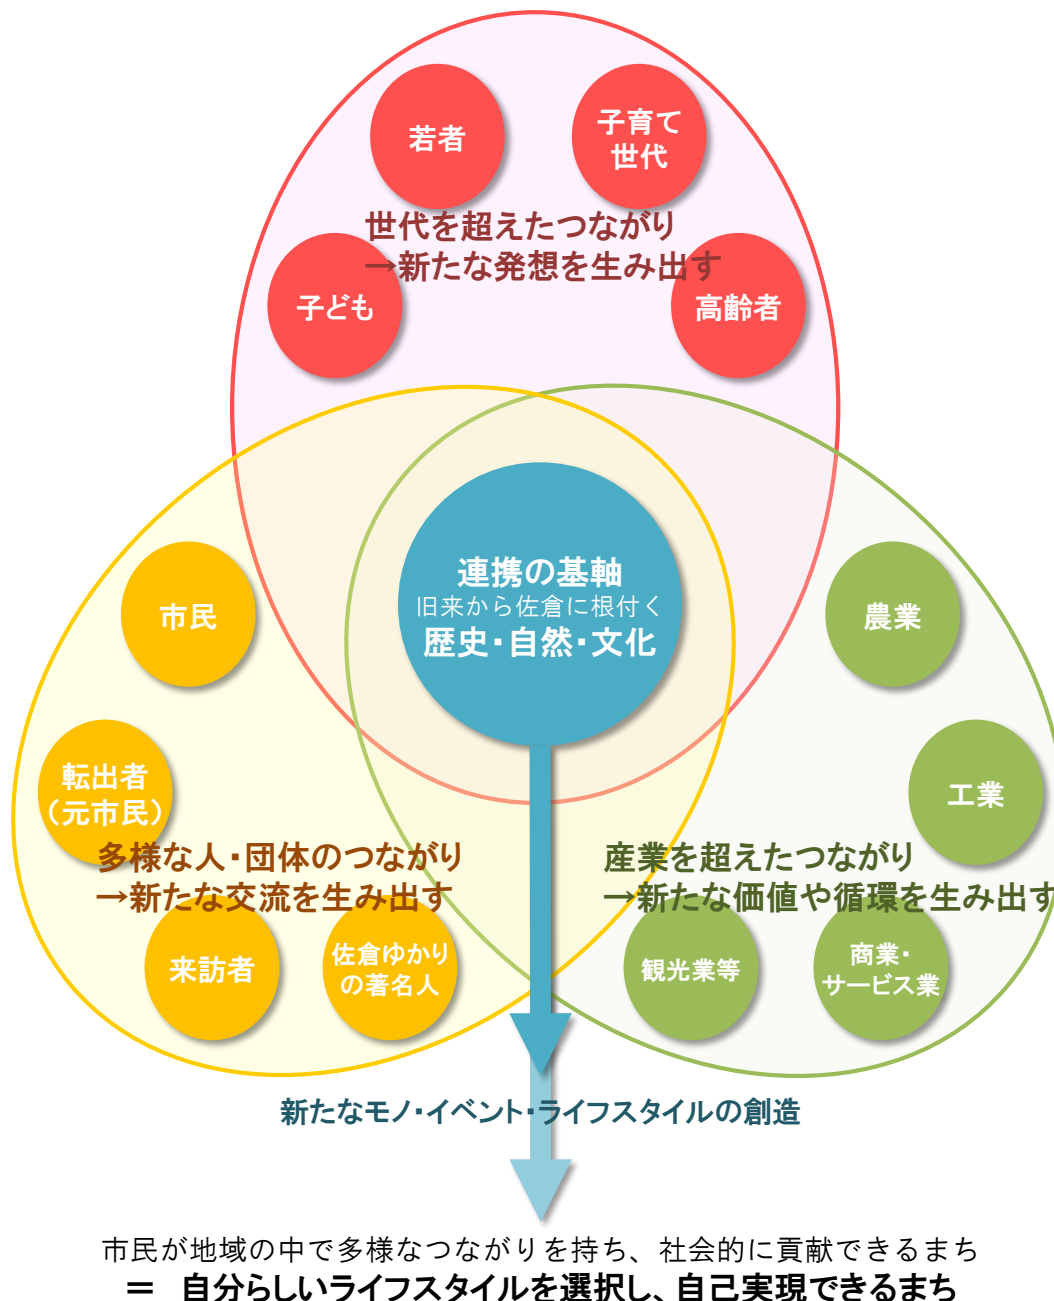 若者
子育て
世代
世代を超えたつながり
→新たな発想を生み出す
子ども
高齢者
連携の基軸
旧来から佐倉に根付く
歴史・自然・文化
市民
転出者
（元市民）
多様な人・団体のつながり
→新たな交流を生み出す
来訪者
佐倉ゆかり
の著名人
農業
工業
産業を超えたつながり
→新たな価値や循環を生み出す
観光業等
商業・
サービス業
新たなモノ・イベント・ライフスタイルの創造
市民が地域の中で多様なつながりを持ち、社会的に貢献できるまち
＝ 自分らしいライフスタイルを選択し、自己実現できるまち